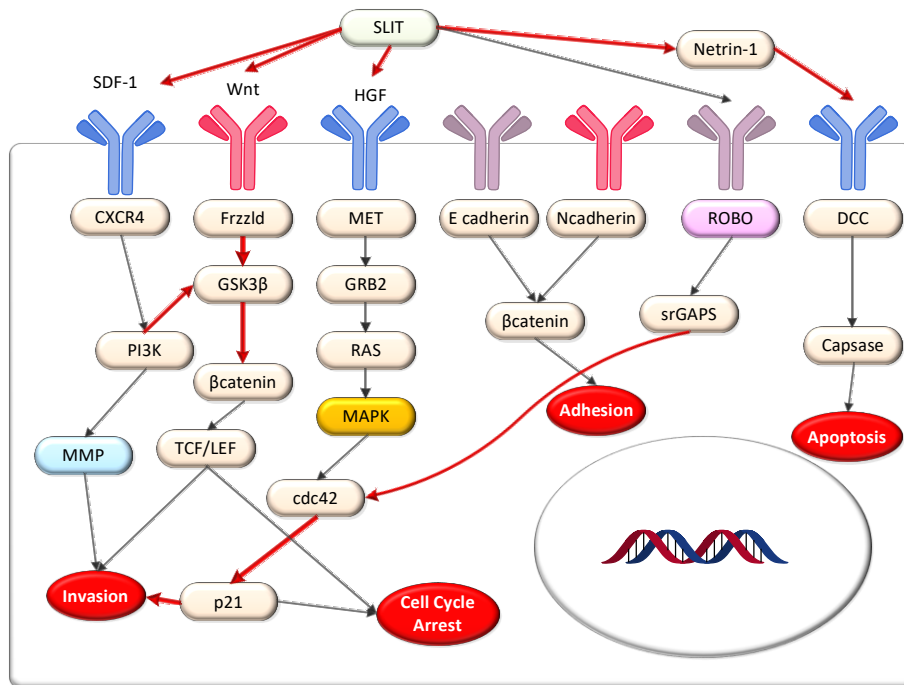 SLIT
Netrin-1
SDF-1
Wnt
HGF
CXCR4
Frzzld
MET
E cadherin
Ncadherin
ROBO
DCC
GSK3β
GRB2
βcatenin
srGAPS
PI3K
RAS
Capsase
βcatenin
MAPK
Adhesion
Apoptosis
MMP
TCF/LEF
cdc42
Invasion
p21
Cell Cycle
Arrest